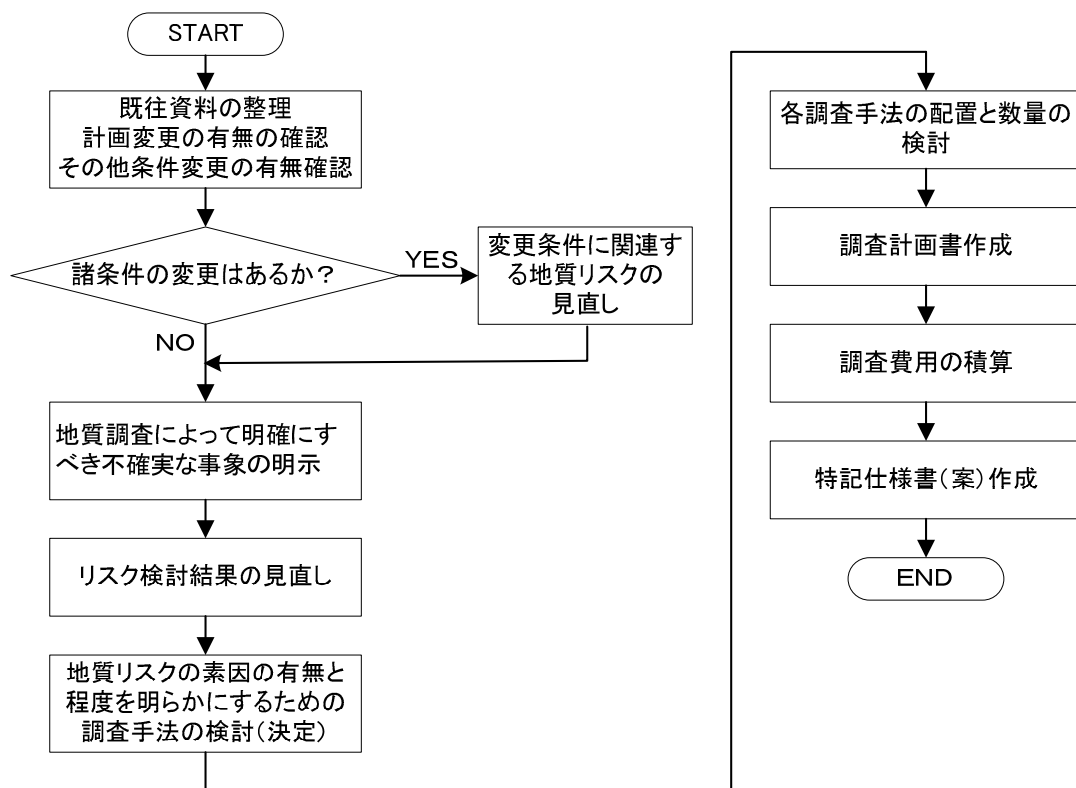 START
既往資料の整理
計画変更の有無の確認
その他条件変更の有無確認
諸条件の変更はあるか？
YES
変更条件に関連す
る地質リスクの
見直し
NO
地質調査によって明確にす
べき不確実な事象の明示
リスク検討結果の見直し
地質リスクの素因の有無と
程度を明らかにするための
調査手法の検討（決定）
各調査手法の配置と数量の
検討
調査計画書作成
調査費用の積算
特記仕様書（案）作成
END